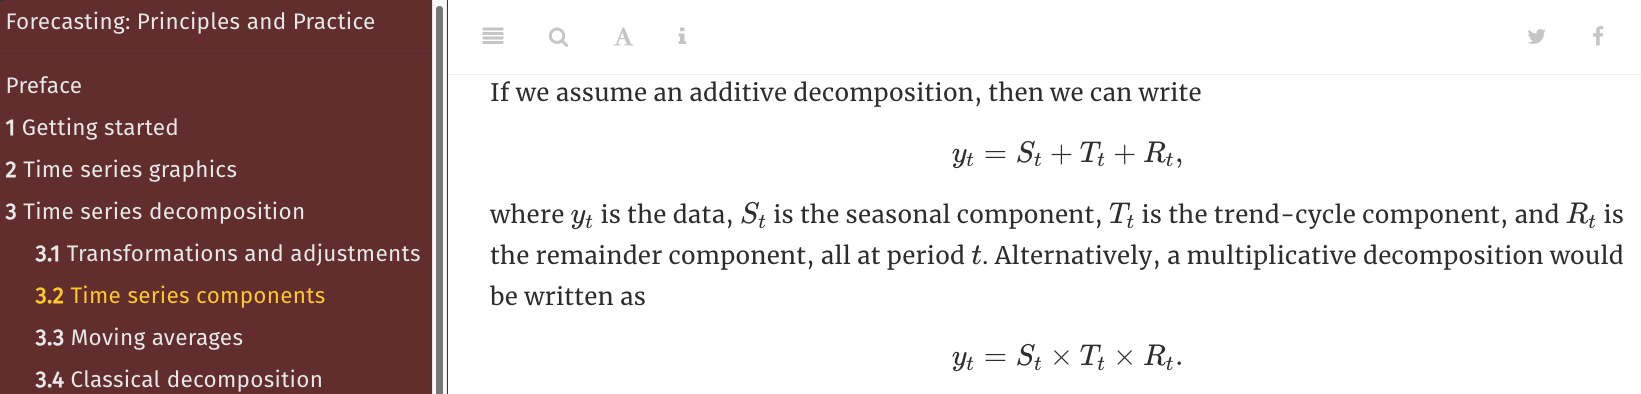 Forecasting: Principles and Practice
Preface
1 Getting started
2 Time series graphics
3 Time series decomposition
3.1 Transformations and adjustments
3.2 Time series components
3.3 Moving averages
3.4 Classical decomposition
If we assume an additive decomposition, then we can write
yₜ = Sₜ + Tₜ + Rₜ,
where yₜ is the data, Sₜ is the seasonal component, Tₜ is the trend-cycle component, and Rₜ is
the remainder component, all at period t. Alternatively, a multiplicative decomposition would
be written as
yₜ = Sₜ × Tₜ × Rₜ.